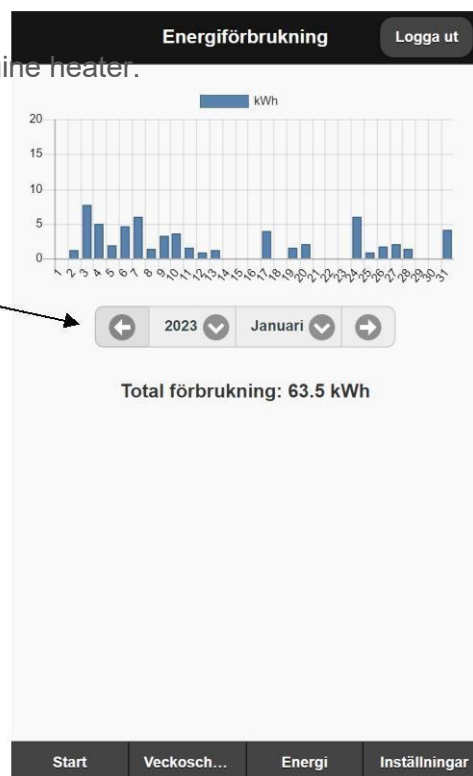 Energiförbrukning Logga ut
heater.
kWh
20
15
10
5
0
1 2 3 4 5 6 7 8 9 10 11 12 13 14 15 16 17 18 19 20 21 22 23 24 25 26 27 28 29 30 31
2023 Januari
Total förbrukning: 63.5 kWh
Start Veckosch… Energi Inställningar